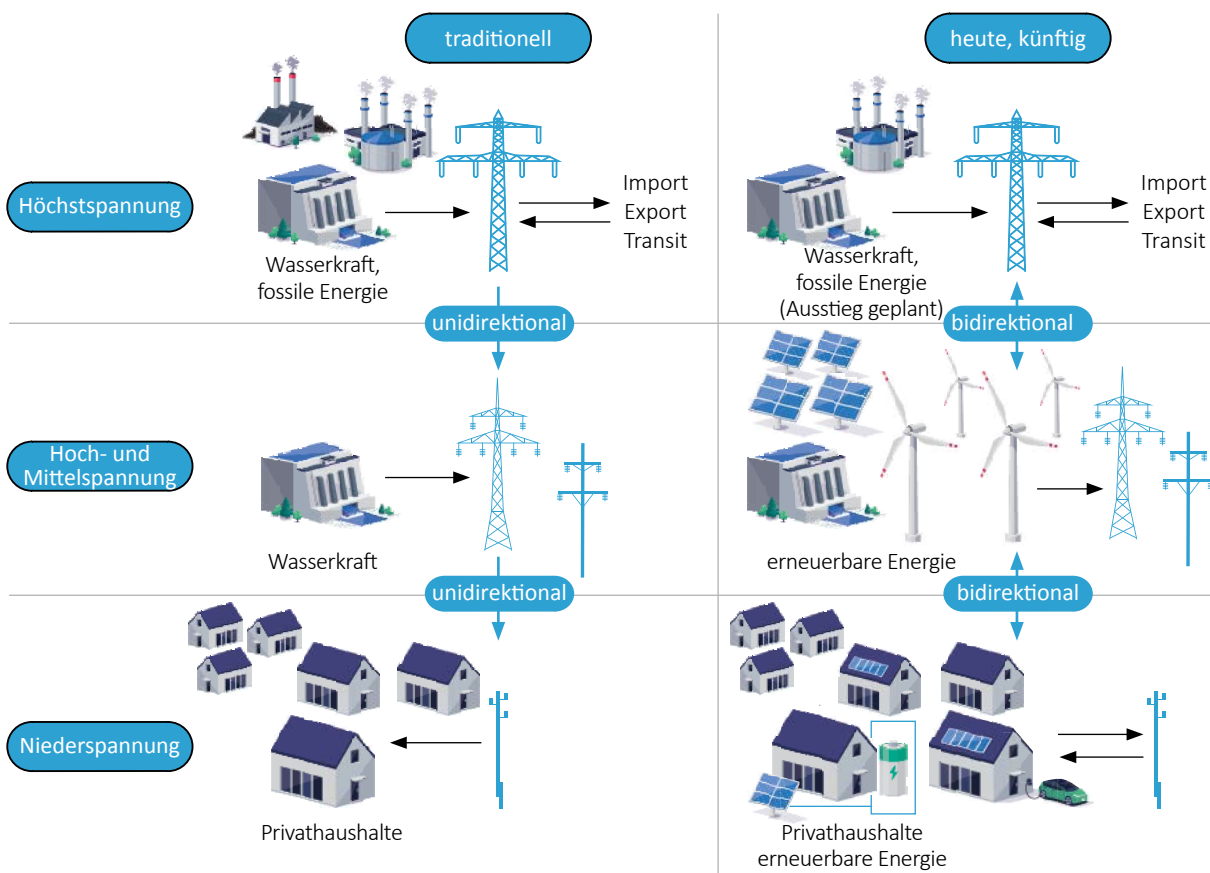 traditionell
heute, künftig
Höchstspannung
Wasserkraft,
fossile Energie
Import
Export
Transit
Wasserkraft,
fossile Energie
(Ausstieg geplant)
Import
Export
Transit
unidirektional
bidirektional
Hoch- und
Mittelspannung
Wasserkraft
erneuerbare Energie
unidirektional
bidirektional
Niederspannung
Privathaushalte
Privathaushalte
erneuerbare Energie